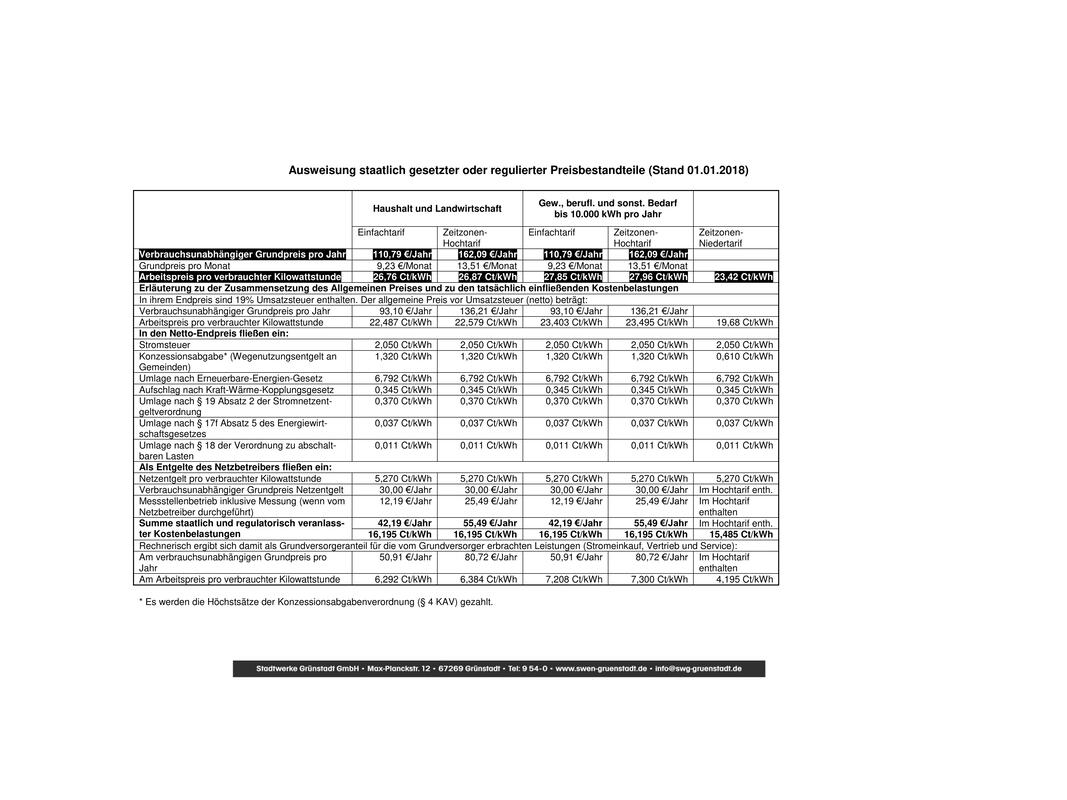 Ausweisung staatlich gesetzter oder regulierter Preisbestandteile (Stand 01.01.2018)
Haushalt und Landwirtschaft
Gew., berufl. und sonst. Bedarf
bis 10.000 kWh pro Jahr
Einfachtarif Zeitzonen- Einfachtarif Zeitzonen- Zeitzonen-
Hochtarif Hochtarif Niedertarif
Verbrauchsunabhängiger Grundpreis pro Jahr 110,79 €/Jahr 162,09 €/Jahr 110,79 €/Jahr 162,09 €/Jahr
Grundpreis pro Monat 9,23 €/Monat 13,51 €/Monat 9,23 €/Monat 13,51 €/Monat
Arbeitspreis pro verbrauchter Kilowattstunde 26,76 Ct/kWh 26,87 Ct/kWh 27,85 Ct/kWh 27,96 Ct/kWh 23,42 Ct/kWh
Erläuterung zu der Zusammensetzung des Allgemeinen Preises und zu den tatsächlich einfließenden Kostenbelastungen
In ihrem Endpreis sind 19% Umsatzsteuer enthalten. Der allgemeine Preis vor Umsatzsteuer (netto) beträgt:
Verbrauchsunabhängiger Grundpreis pro Jahr 93,10 €/Jahr 136,21 €/Jahr 93,10 €/Jahr 136,21 €/Jahr
Arbeitspreis pro verbrauchter Kilowattstunde 22,487 Ct/kWh 22,579 Ct/kWh 23,403 Ct/kWh 23,495 Ct/kWh 19,68 Ct/kWh
In den Netto-Endpreis fließen ein:
Stromsteuer 2,050 Ct/kWh 2,050 Ct/kWh 2,050 Ct/kWh 2,050 Ct/kWh 2,050 Ct/kWh
Konzessionsabgabe* (Wegenutzungsentgelt an 1,320 Ct/kWh 1,320 Ct/kWh 1,320 Ct/kWh 1,320 Ct/kWh 0,610 Ct/kWh
Gemeinden)
Umlage nach Erneuerbare-Energien-Gesetz 6,792 Ct/kWh 6,792 Ct/kWh 6,792 Ct/kWh 6,792 Ct/kWh 6,792 Ct/kWh
Aufschlag nach Kraft-Wärme-Kopplungsgesetz 0,345 Ct/kWh 0,345 Ct/kWh 0,345 Ct/kWh 0,345 Ct/kWh 0,345 Ct/kWh
Umlage nach § 19 Absatz 2 der Stromnetzent- 0,370 Ct/kWh 0,370 Ct/kWh 0,370 Ct/kWh 0,370 Ct/kWh 0,370 Ct/kWh
geltverordnung
Umlage nach § 17f Absatz 5 des Energiewirt- 0,037 Ct/kWh 0,037 Ct/kWh 0,037 Ct/kWh 0,037 Ct/kWh 0,037 Ct/kWh
schaftsgesetzes
Umlage nach § 18 der Verordnung zu abschalt- 0,011 Ct/kWh 0,011 Ct/kWh 0,011 Ct/kWh 0,011 Ct/kWh 0,011 Ct/kWh
baren Lasten
Als Entgelte des Netzbetreibers fließen ein:
Netzentgelt pro verbrauchter Kilowattstunde 5,270 Ct/kWh 5,270 Ct/kWh 5,270 Ct/kWh 5,270 Ct/kWh 5,270 Ct/kWh
Verbrauchsunabhängiger Grundpreis Netzentgelt 30,00 €/Jahr 30,00 €/Jahr 30,00 €/Jahr 30,00 €/Jahr Im Hochtarif enth.
Messstellenbetrieb inklusive Messung (wenn vom 12,19 €/Jahr 25,49 €/Jahr 12,19 €/Jahr 25,49 €/Jahr Im Hochtarif
Netzbetreiber durchgeführt) enthalten
Summe staatlich und regulatorisch veranlass- 42,19 €/Jahr 55,49 €/Jahr 42,19 €/Jahr 55,49 €/Jahr Im Hochtarif enth.
ter Kostenbelastungen 16,195 Ct/kWh 16,195 Ct/kWh 16,195 Ct/kWh 16,195 Ct/kWh 15,485 Ct/kWh
Rechnerisch ergibt sich damit als Grundversorgeranteil für die vom Grundversorger erbrachten Leistungen (Stromeinkauf, Vertrieb und Service):
Am verbrauchsunabhängigen Grundpreis pro 50,91 €/Jahr 80,72 €/Jahr 50,91 €/Jahr 80,72 €/Jahr Im Hochtarif
Jahr enthalten
Am Arbeitspreis pro verbrauchter Kilowattstunde 6,292 Ct/kWh 6,384 Ct/kWh 7,208 Ct/kWh 7,300 Ct/kWh 4,195 Ct/kWh
* Es werden die Höchstsätze der Konzessionsabgabenverordnung (§ 4 KAV) gezahlt.
Stadtwerke Grünstadt GmbH • Max-Planckstr. 12 • 67269 Grünstadt • Tel: 9 54-0 • www.swen-gruenstadt.de • info@swg-gruenstadt.de